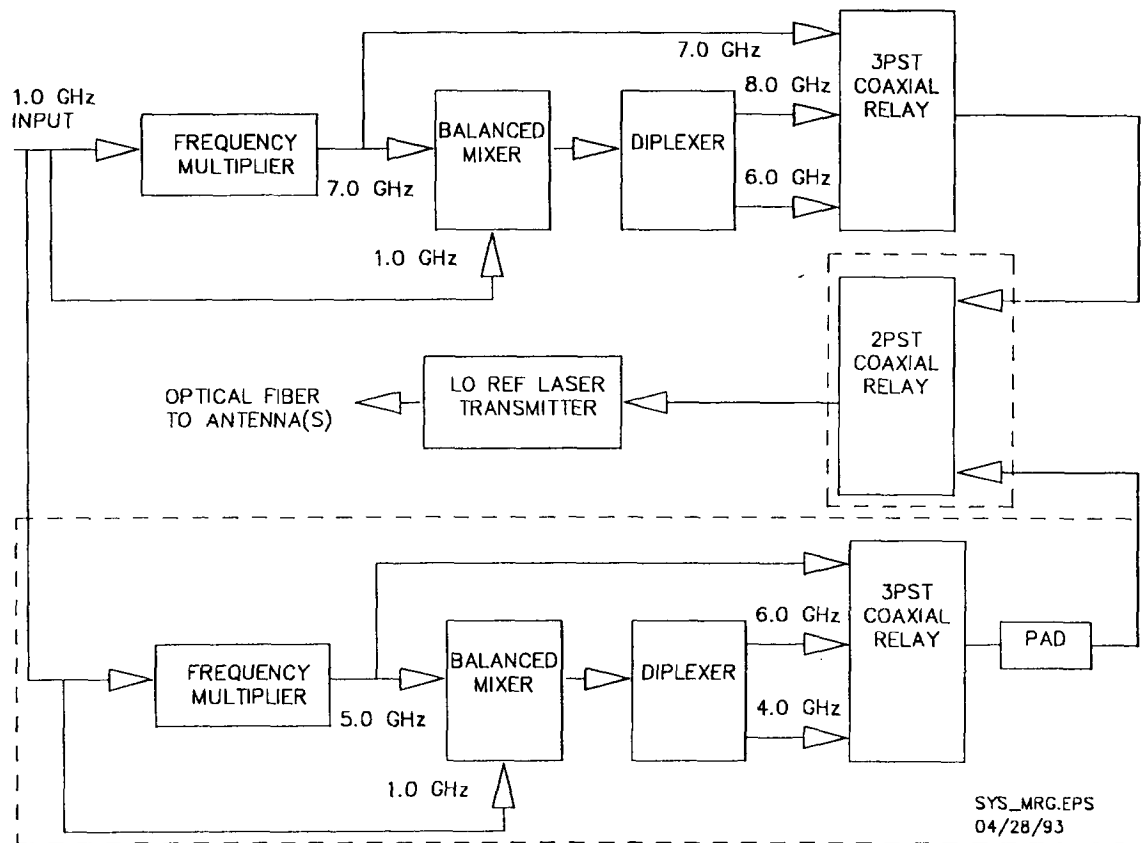 7.0 GHz
3PST
COAXIAL
RELAY
1.0 GHz
INPUT
FREQUENCY
MULTIPLIER
7.0 GHz
BALANCED
MIXER
DIPLEXER
8.0 GHz
6.0 GHz
1.0 GHz
2PST
COAXIAL
RELAY
LO REF LASER
TRANSMITTER
OPTICAL FIBER
TO ANTENNA(S)
3PST
COAXIAL
RELAY
FREQUENCY
MULTIPLIER
5.0 GHz
BALANCED
MIXER
DIPLEXER
6.0 GHz
4.0 GHz
PAD
1.0 GHz
SYS_MRG.EPS
04/28/93